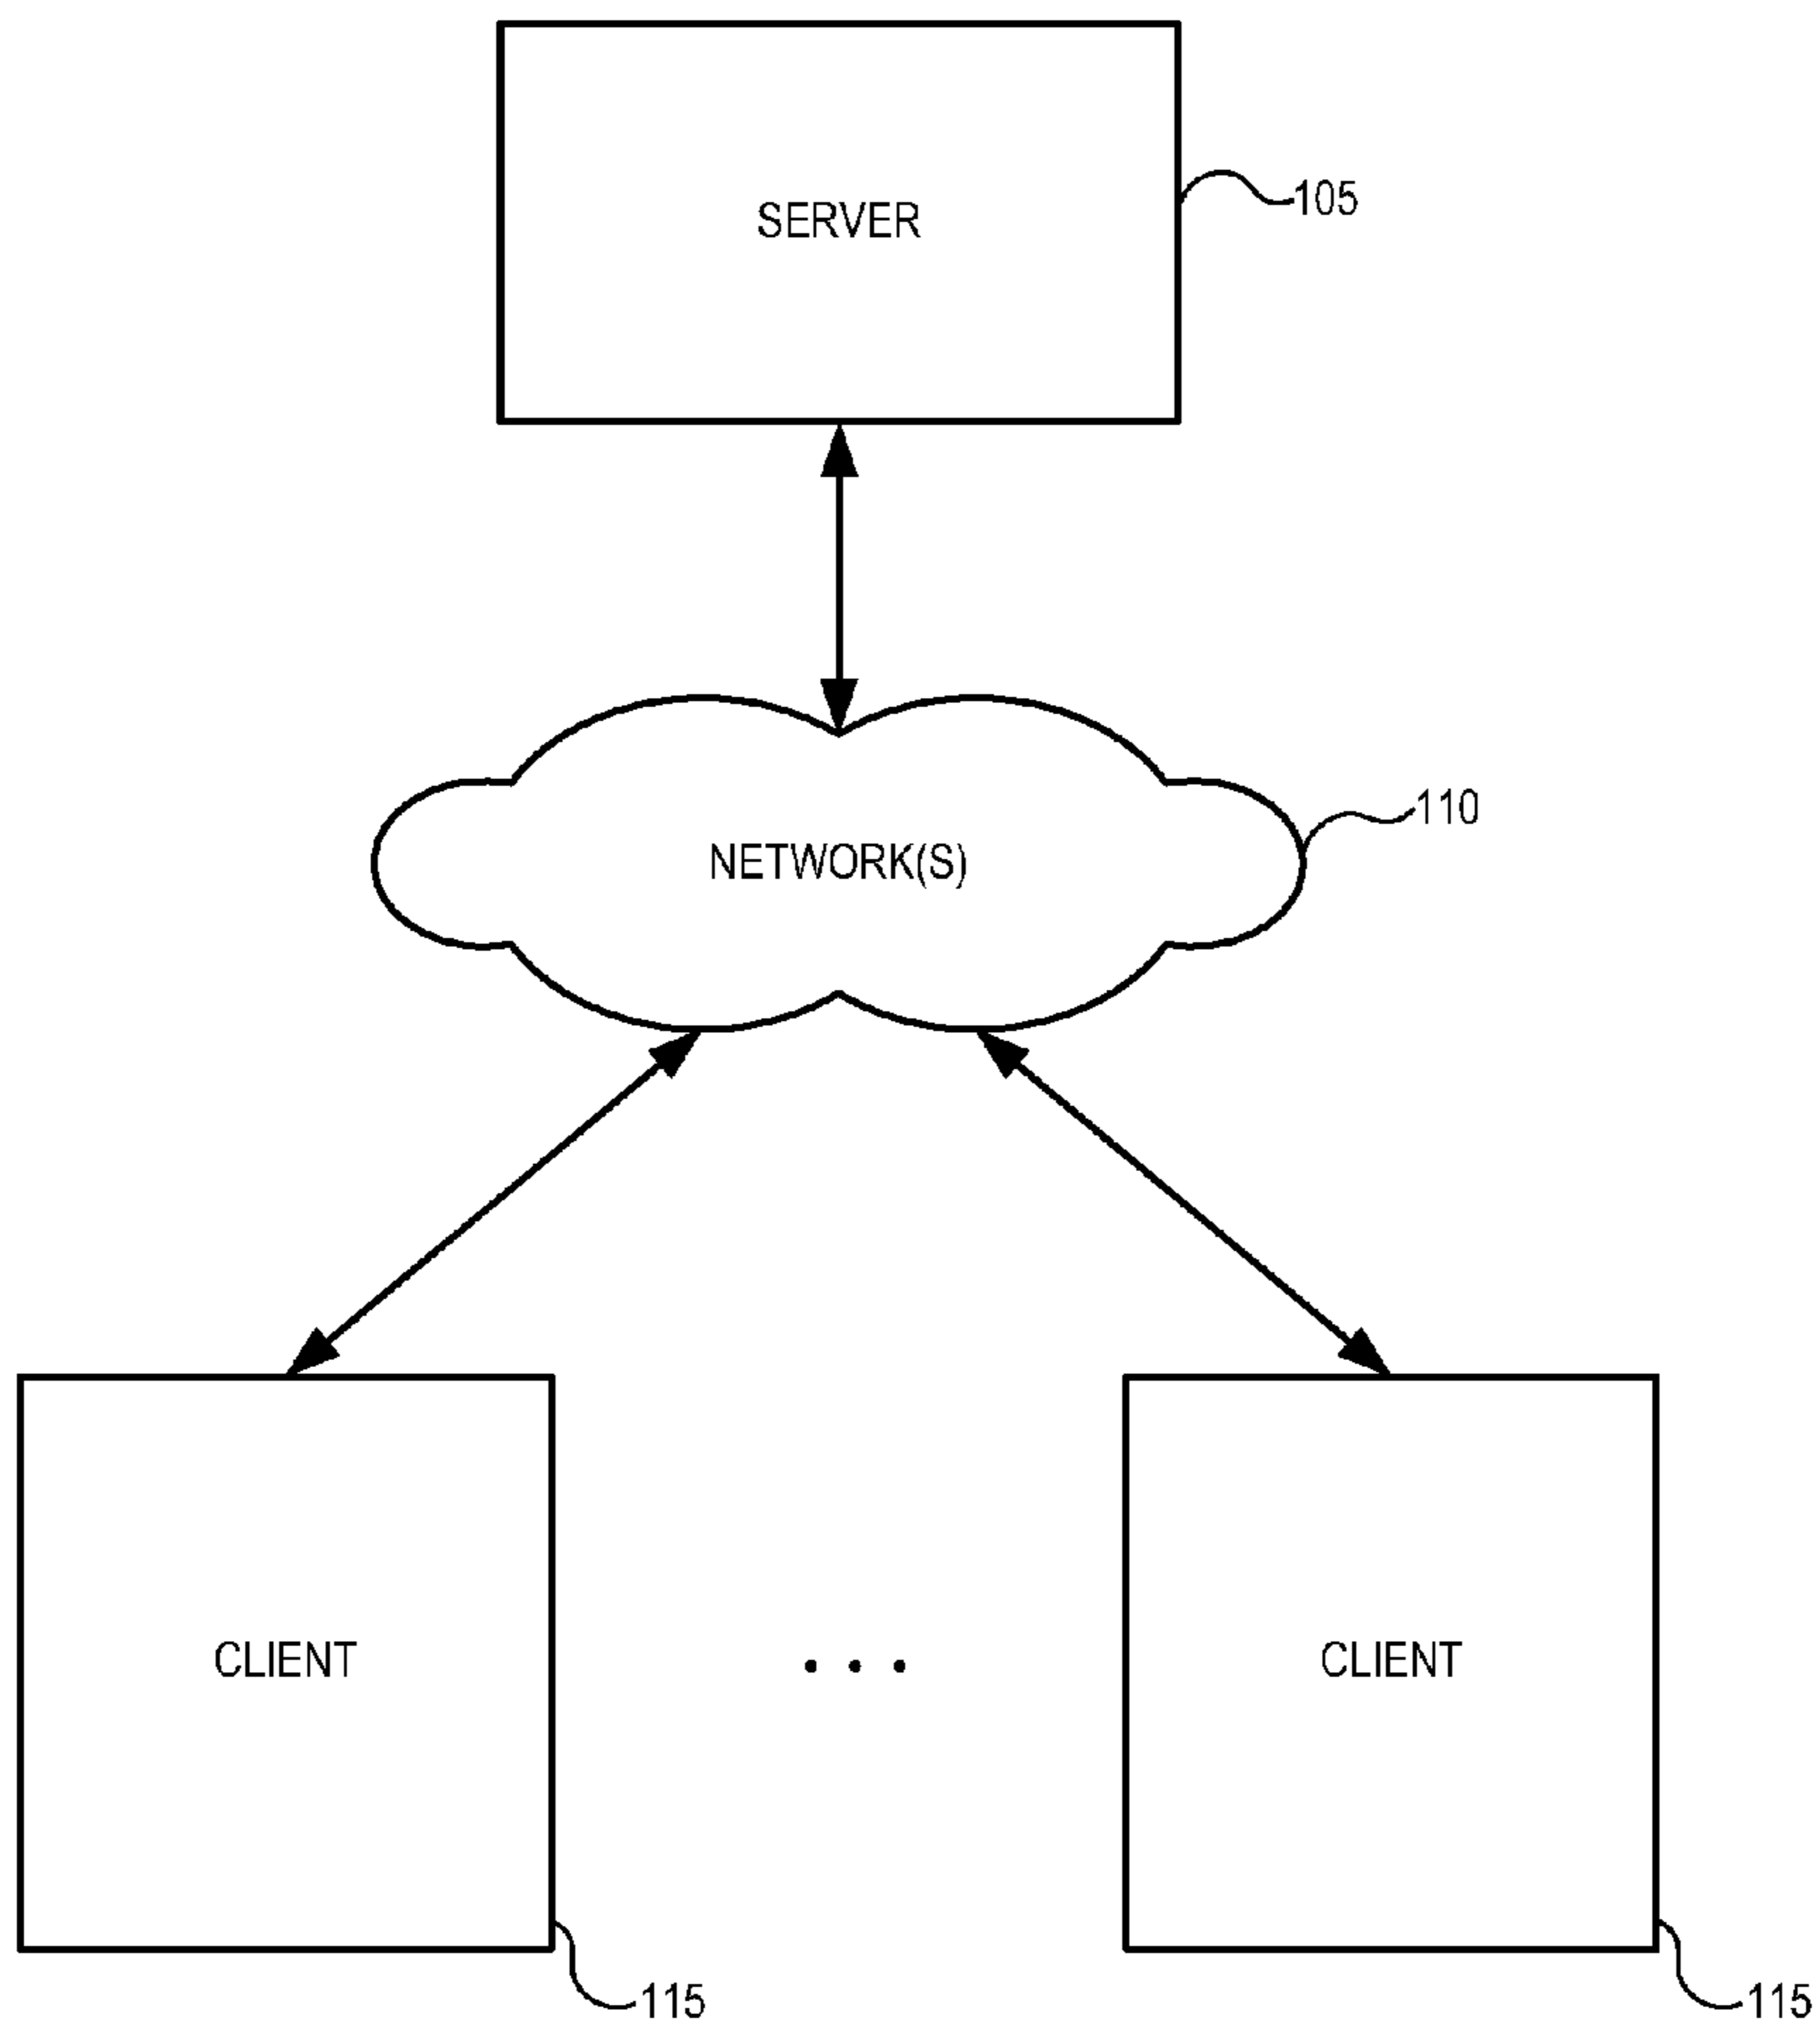 SERVER
105
NETWORK(S)
110
CLIENT
. . .
CLIENT
115
115